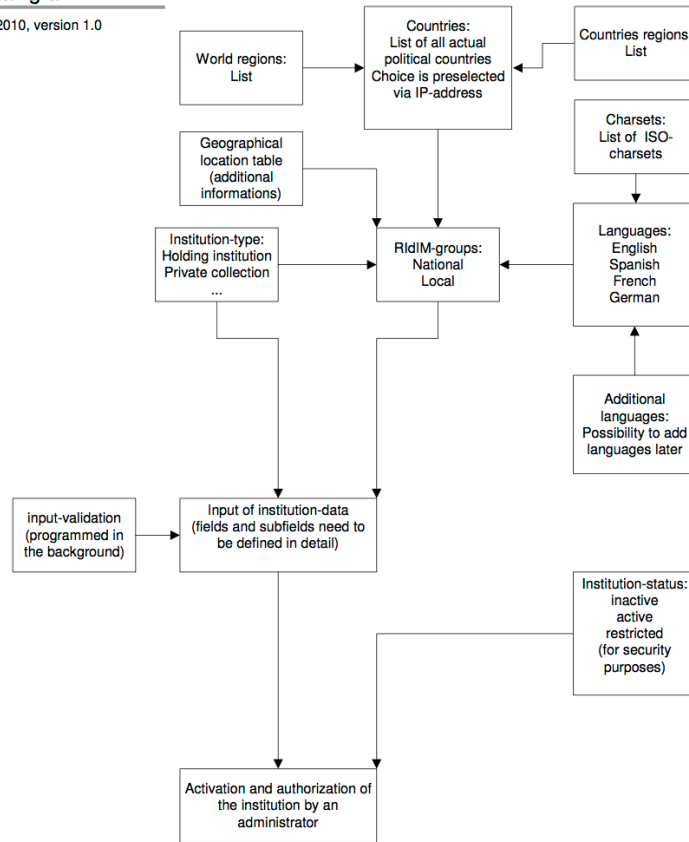 2010, version 1.0
World regions:
List
Countries:
List of all actual
political countries
Choice is preselected
via IP-address
Countries regions
List
Geographical
location table
(additional
informations)
Charsets:
List of ISO-
charsets
Institution-type:
Holding institution
Private collection
...
RIdIM-groups:
National
Local
Languages:
English
Spanish
French
German
Additional
languages:
Possibility to add
languages later
input-validation
(programmed in
the background)
Input of institution-data
(fields and subfields need to
be defined in detail)
Institution-status:
inactive
active
restricted
(for security
purposes)
Activation and authorization of
the institution by an
administrator